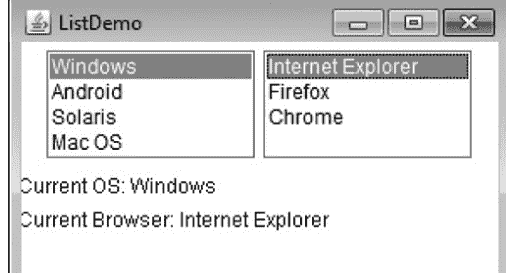 ListDemo
Windows
Android
Solaris
Mac OS
Internet Explorer
Firefox
Chrome
Current OS: Windows
Current Browser: Internet Explorer